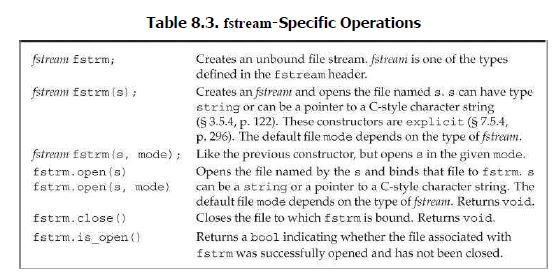 Table 8.3. fstream-Specific Operations
fstream fstrm; Creates an unbound file stream. fstream is one of the types
defined in the fstream header.
fstream fstrm(s); Creates an fstream and opens the file named s. s can have type
string or can be a pointer to a C-style character string
(§ 3.5.4, p. 122). These constructors are explicit (§ 7.5.4,
p. 296). The default file mode depends on the type of fstream.
fstream fstrm(s, mode); Like the previous constructor, but opens s in the given mode.
fstrm.open(s) Opens the file named by the s and binds that file to fstrm. s
fstrm.open(s, mode) can be a string or a pointer to a C-style character string. The
default file mode depends on the type of fstream. Returns void.
fstrm.close() Closes the file to which fstrm is bound. Returns void.
fstrm.is_open() Returns a bool indicating whether the file associated with
fstrm was successfully opened and has not been closed.